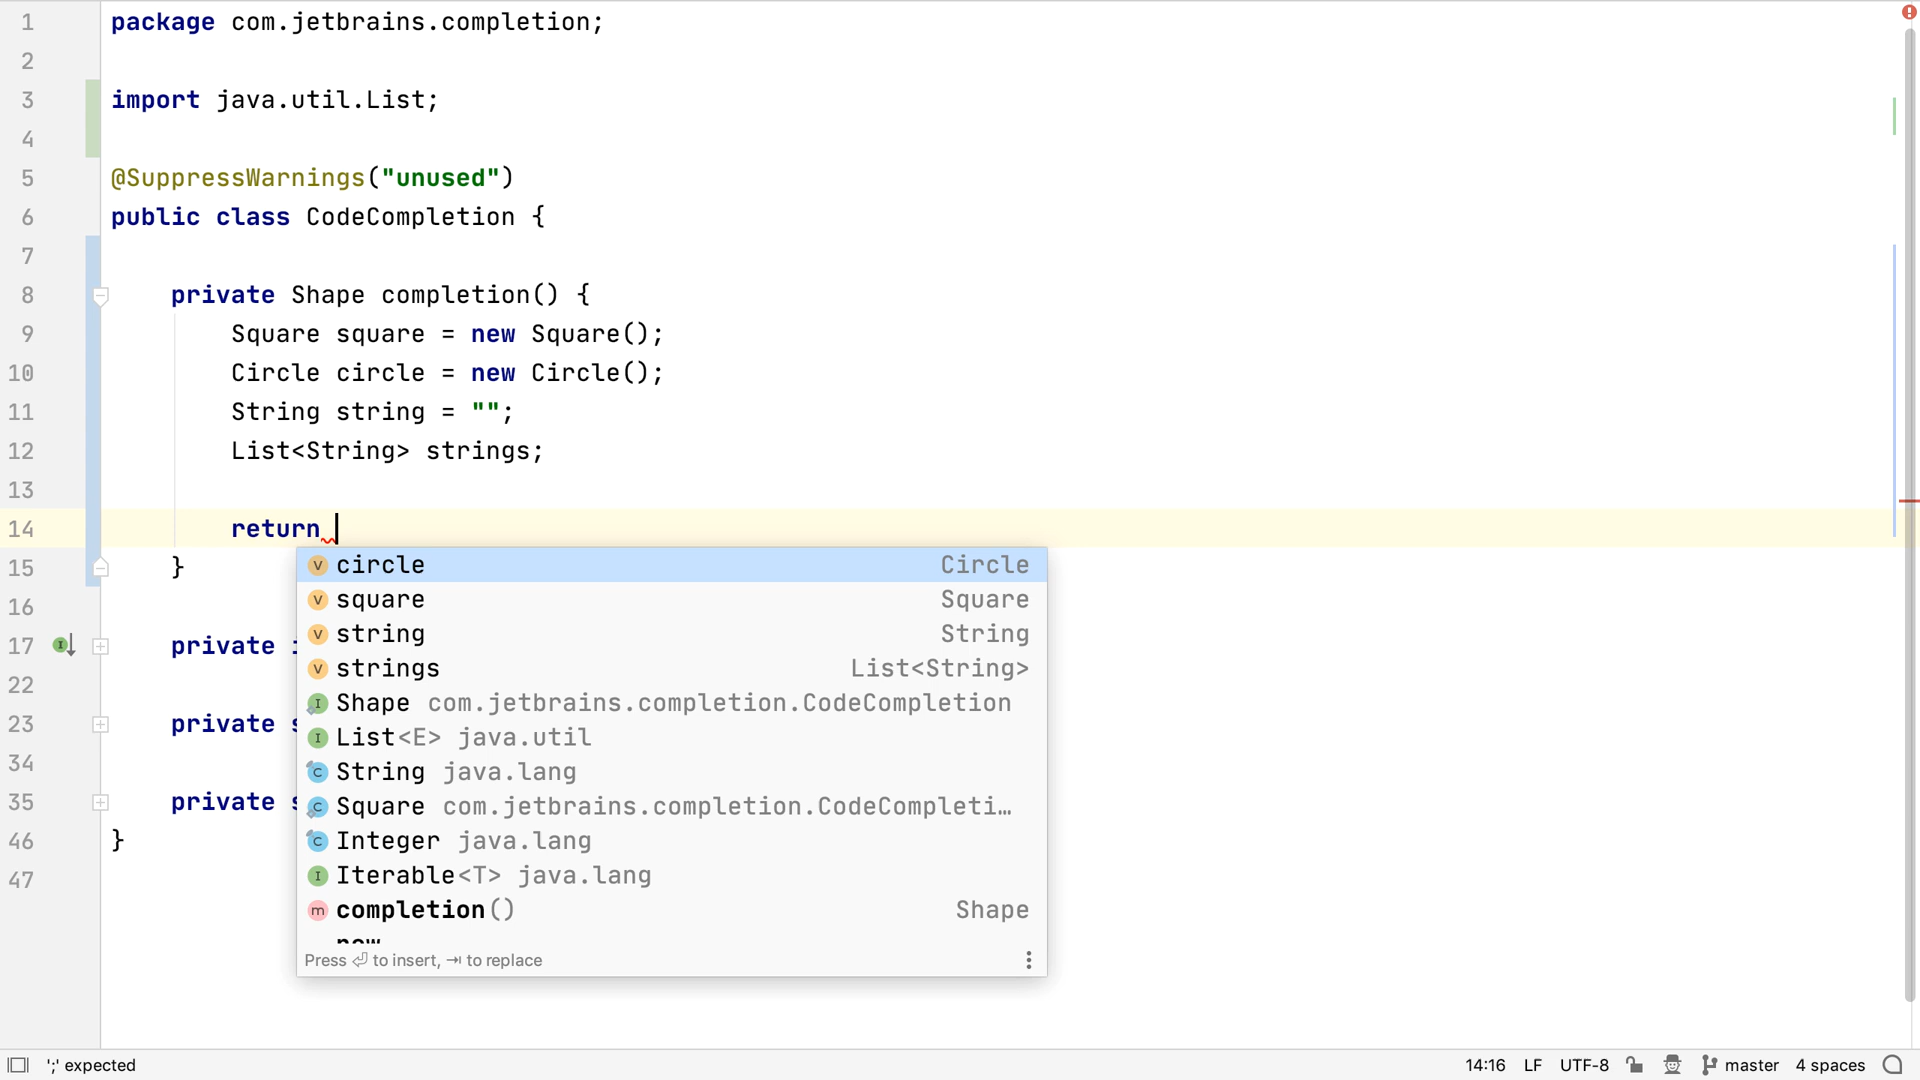 1 package com.jetbrains.completion;
2
3 import java.util.List;
4
5 @SuppressWarnings("unused")
6 public class CodeCompletion {
7
8 private Shape completion() {
9 Square square = new Square();
10 Circle circle = new Circle();
11 String string = "";
12 List<String> strings;
13
14 return
15 }
16
17 private
22
23 private
34
35 private
46 }
47
circle Circle
square Square
string String
strings List<String>
Shape com.jetbrains.completion.CodeCompletion
List<E> java.util
String java.lang
Square com.jetbrains.completion.CodeCompleti…
Integer java.lang
Iterable<T> java.lang
completion() Shape
Press ⏎ to insert, ⇥ to replace
';' expected 14:16 LF UTF-8 master 4 spaces